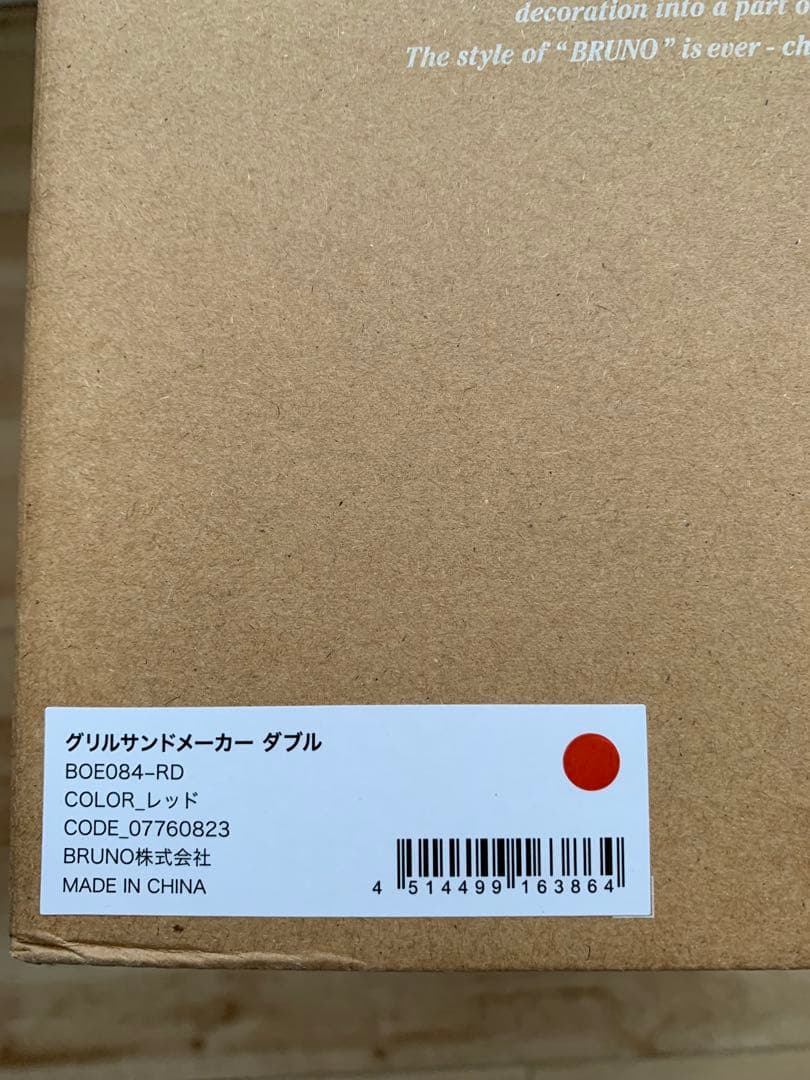 decoration into a part o
The style of “BRUNO” is ever - ch
グリルサンドメーカー ダブル
BOE084-RD
COLOR_レッド
CODE_07760823
BRUNO株式会社
MADE IN CHINA
4 514499 163864